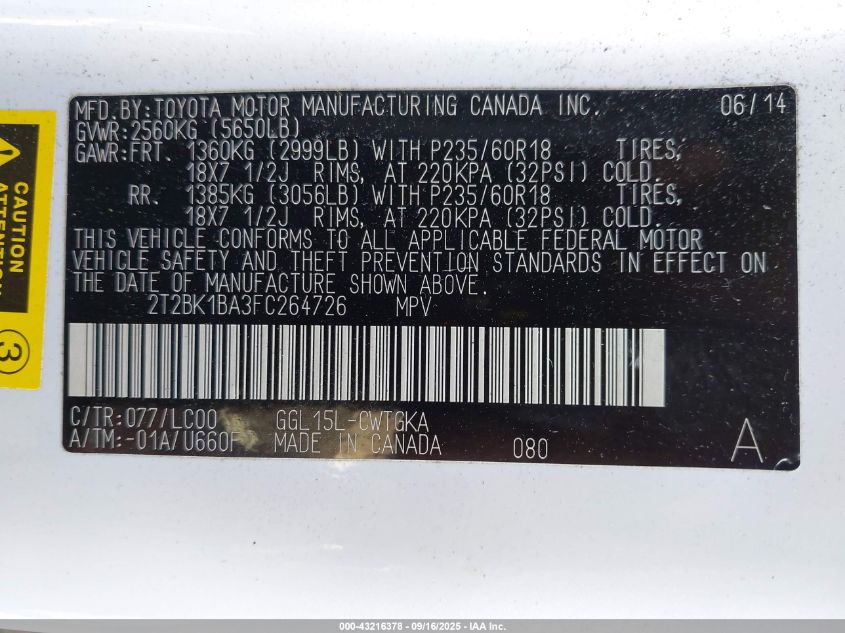 MFD.BY:TOYOTA MOTOR MANUFACTURING CANADA INC. 06/14
GVWR:2560KG (5650LB)
GAWR:FRT. 1360KG (2999LB) WITH P235/60R18 TIRES,
18X7 1/2J RIMS, AT 220KPA (32PSI) COLD.
RR. 1385KG (3056LB) WITH P235/60R18 TIRES,
18X7 1/2J RIMS, AT 220KPA (32PSI) COLD.
THIS VEHICLE CONFORMS TO ALL APPLICABLE FEDERAL MOTOR
VEHICLE SAFETY AND THEFT PREVENTION STANDARDS IN EFFECT ON
THE DATE OF MANUFACTURE SHOWN ABOVE.
2T2BK1BA3FC264726 MPV
C/TR:077/LC00 GGL15L-CWTGKA
A/TM:-01A/U660F MADE IN CANADA 080 A
CAUTION
ATTENTION
3
000-43216378 - 09/16/2025 - IAA Inc.